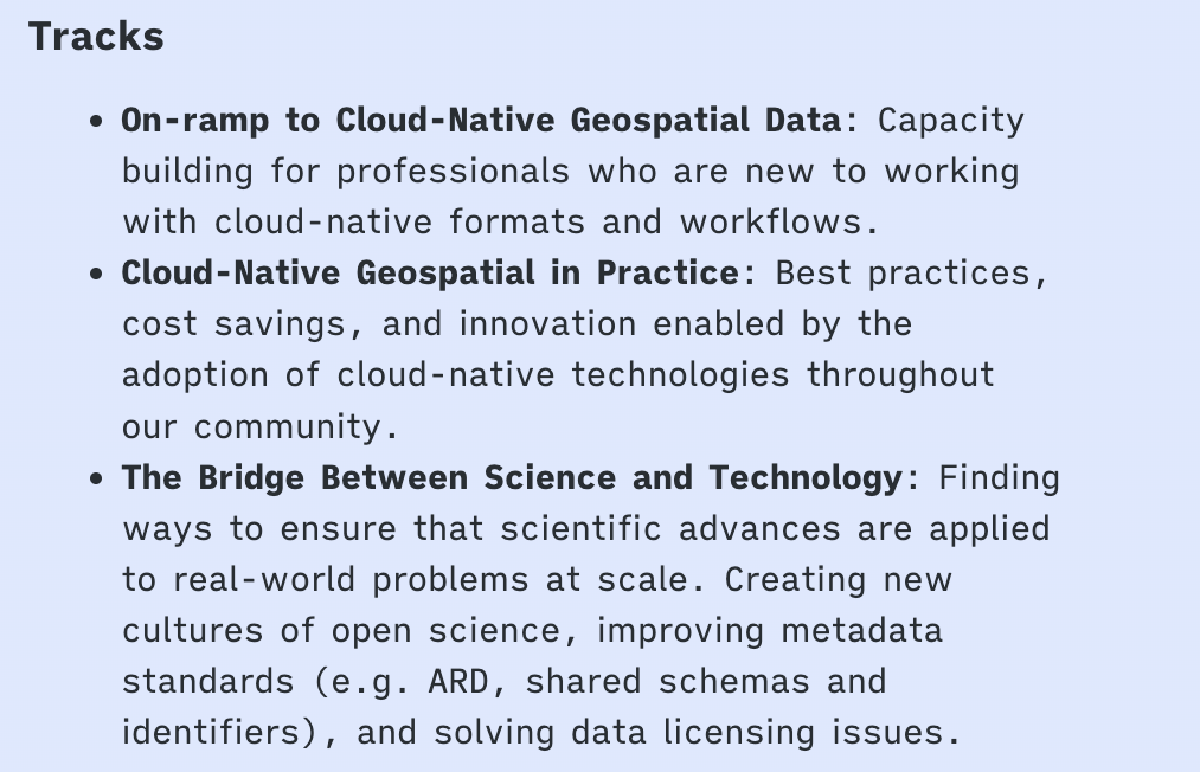 Tracks
• On-ramp to Cloud-Native Geospatial Data: Capacity
building for professionals who are new to working
with cloud-native formats and workflows.
• Cloud-Native Geospatial in Practice: Best practices,
cost savings, and innovation enabled by the
adoption of cloud-native technologies throughout
our community.
• The Bridge Between Science and Technology: Finding
ways to ensure that scientific advances are applied
to real-world problems at scale. Creating new
cultures of open science, improving metadata
standards (e.g. ARD, shared schemas and
identifiers), and solving data licensing issues.